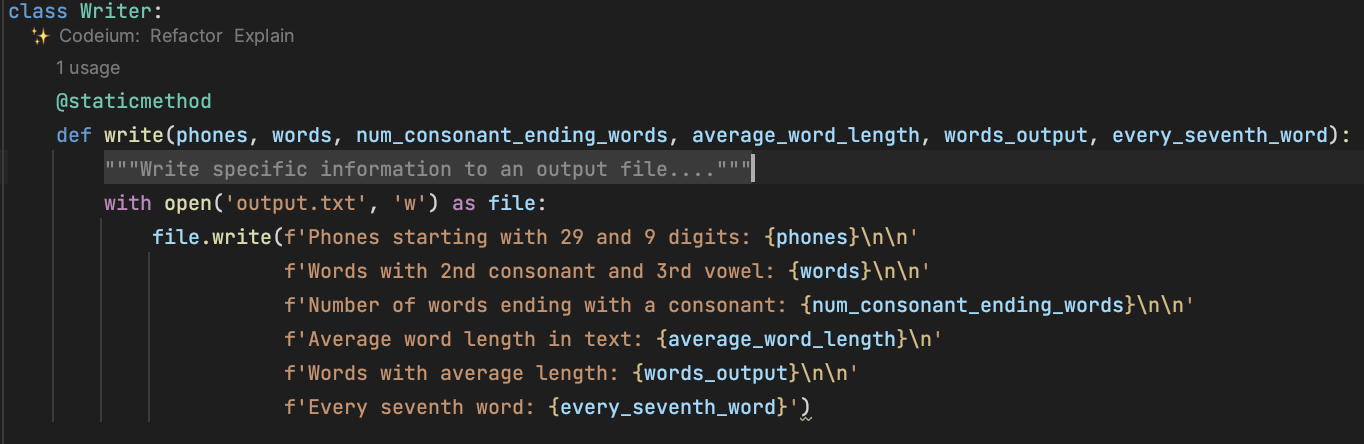 class Writer:
✨ Codeium: Refactor Explain
1 usage
@staticmethod
def write(phones, words, num_consonant_ending_words, average_word_length, words_output, every_seventh_word):
"""Write specific information to an output file...."""
with open('output.txt', 'w') as file:
file.write(f'Phones starting with 29 and 9 digits: {phones}\n\n'
f'Words with 2nd consonant and 3rd vowel: {words}\n\n'
f'Number of words ending with a consonant: {num_consonant_ending_words}\n\n'
f'Average word length in text: {average_word_length}\n'
f'Words with average length: {words_output}\n\n'
f'Every seventh word: {every_seventh_word}')